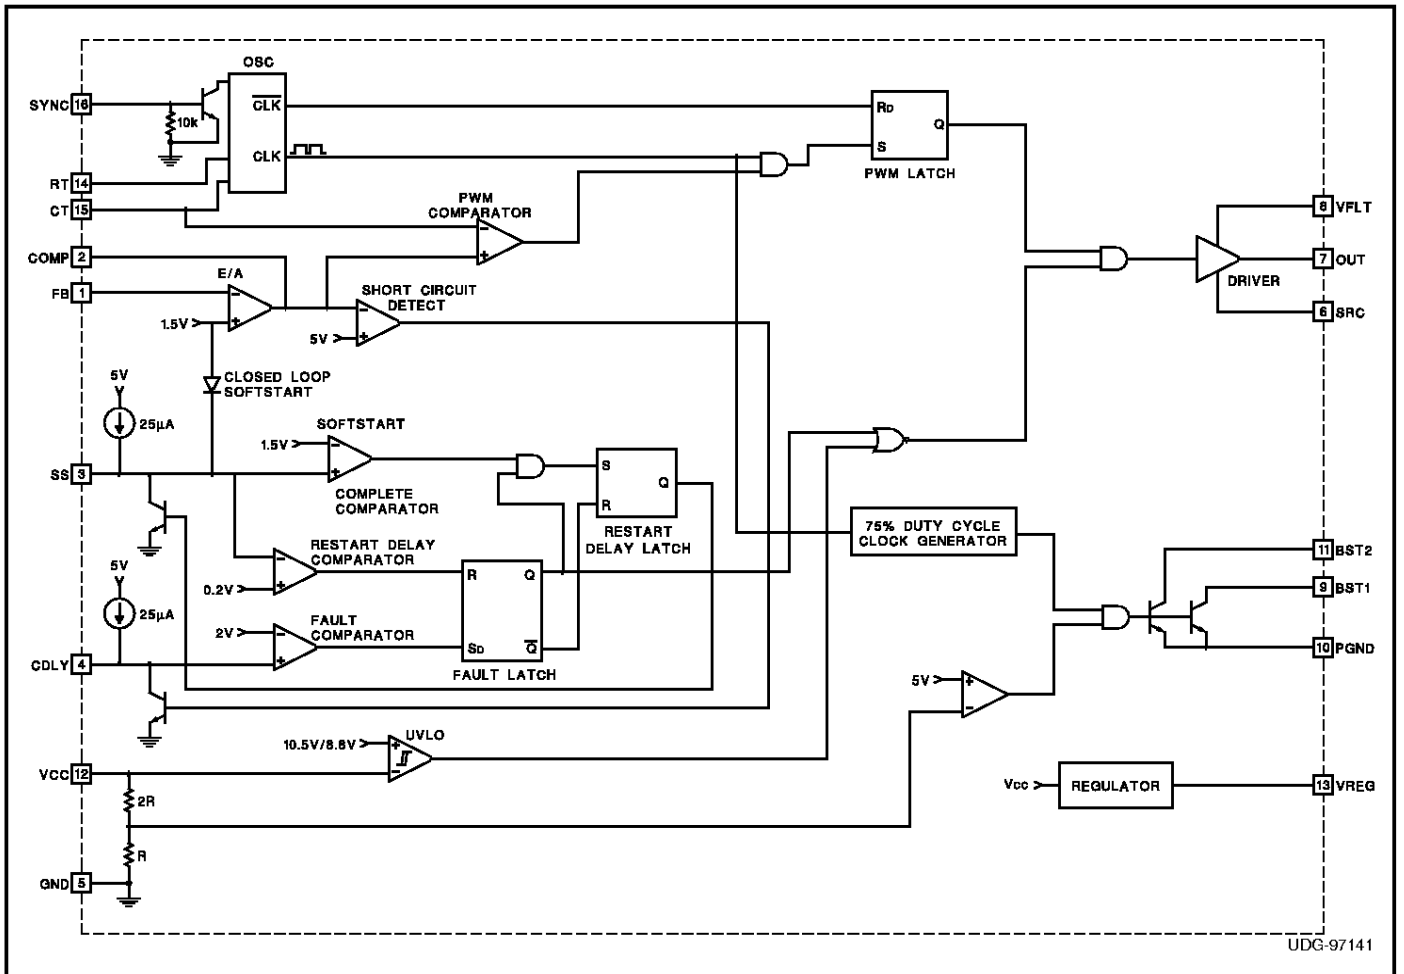 OSC
SYNC 16
10k
CLK
CLK
RT 14
CT 15
COMP 2
FB 1
PWM
COMPARATOR
RD
S
Q
PWM LATCH
E/A
1.5V
SHORT CIRCUIT
DETECT
5V
8 VFLT
7 OUT
DRIVER
6 SRC
5V
25µA
CLOSED LOOP
SOFTSTART
SS 3
SOFTSTART
1.5V
COMPLETE
COMPARATOR
S
R
Q
RESTART
DELAY LATCH
5V
25µA
CDLY 4
RESTART DELAY
COMPARATOR
0.2V
FAULT
COMPARATOR
2V
R
Q
SD
Q
FAULT LATCH
75% DUTY CYCLE
CLOCK GENERATOR
11 BST2
9 BST1
10 PGND
5V
UVLO
10.5V/8.8V
VCC 12
2R
R
GND 5
VCC
REGULATOR
13 VREG
UDG-97141